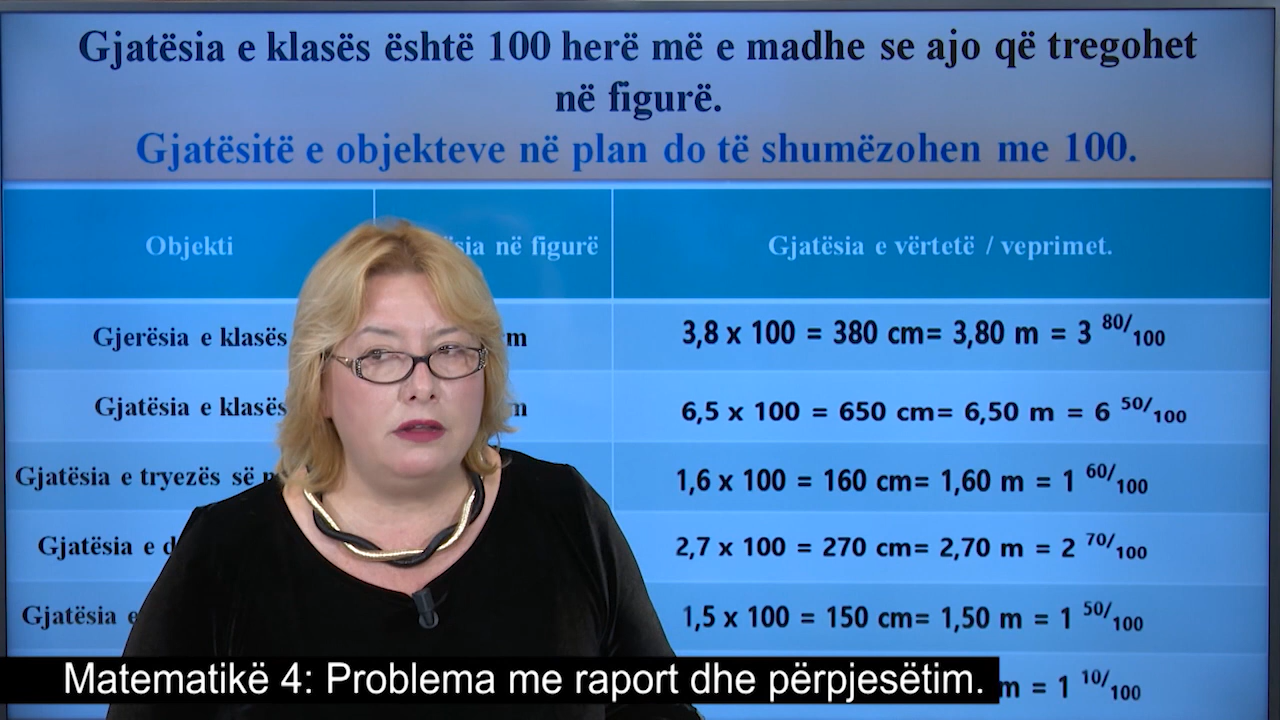 Gjatësia e klasës është 100 herë më e madhe se ajo që tregohet
në figurë.
Gjatësitë e objekteve në plan do të shumëzohen me 100.
Objekti në figurë Gjatësia e vërtetë / veprimet.
Gjerësia e klasës 3,8 x 100 = 380 cm= 3,80 m = 3 80/100
Gjatësia e klasës 6,5 x 100 = 650 cm= 6,50 m = 6 50/100
Gjatësia e tryezës së 1,6 x 100 = 160 cm= 1,60 m = 1 60/100
Gjatësia e 2,7 x 100 = 270 cm= 2,70 m = 2 70/100
Gjatësia 1,5 x 100 = 150 cm= 1,50 m = 1 50/100
m = 1 10/100
Matematikë 4: Problema me raport dhe përpjesëtim.